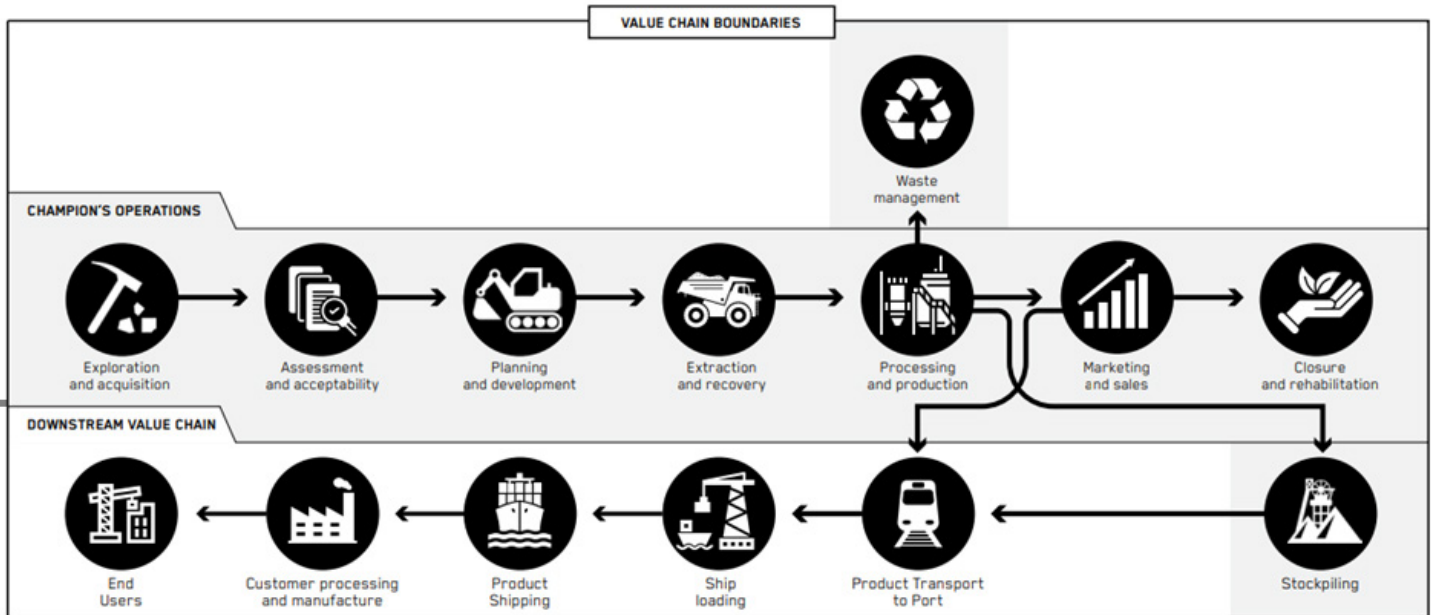 VALUE CHAIN BOUNDARIES
Waste
management
CHAMPION'S OPERATIONS
Exploration
and acquisition
Assessment
and acceptability
Planning
and development
Extraction
and recovery
Processing
and production
Marketing
and sales
Closure
and rehabilitation
DOWNSTREAM VALUE CHAIN
End
Users
Customer processing
and manufacture
Product
Shipping
Ship
loading
Product Transport
to Port
Stockpiling